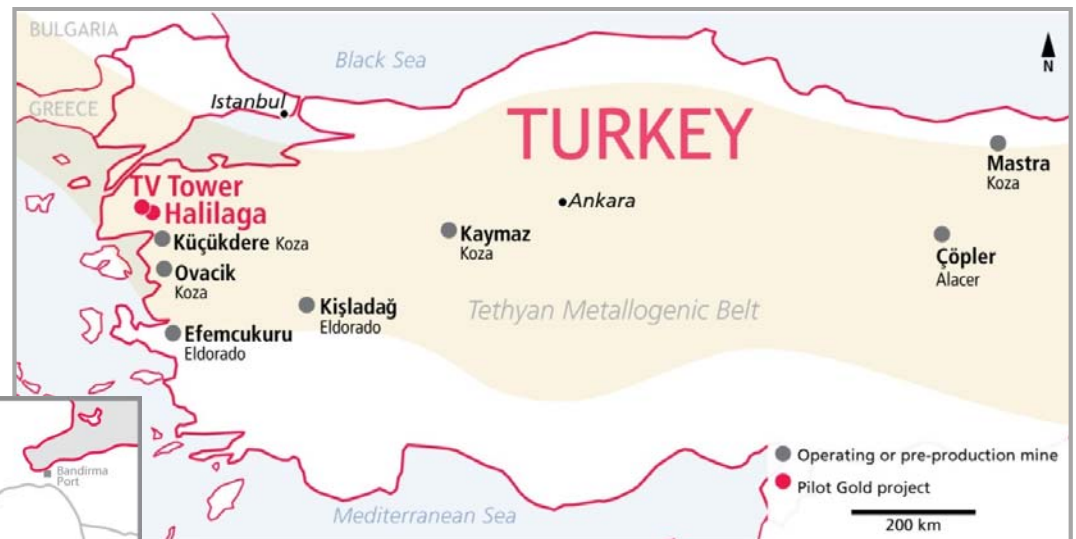 BULGARIA
Black Sea
N
GREECE
Istanbul
TURKEY
Mastra
Koza
TV Tower
Halilaga
Ankara
Küçükdere Koza
Kaymaz
Koza
Çöpler
Alacer
Ovacik
Koza
Kişladağ
Eldorado
Tethyan Metallogenic Belt
Efemcukuru
Eldorado
Bandirma
Port
Operating or pre-production mine
Pilot Gold project
Mediterranean Sea
200 km